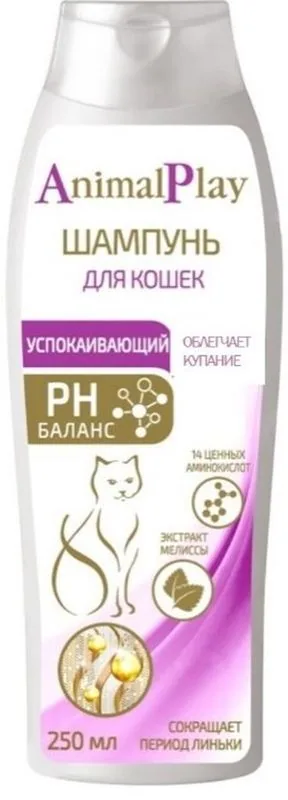 AnimalPlay
ШАМПУНЬ
ДЛЯ КОШЕК
УСПОКАИВАЮЩИЙ
ОБЛЕГЧАЕТ
КУПАНИЕ
PH
БАЛАНС
14 ЦЕННЫХ
АМИНОКИСЛОТ
ЭКСТРАКТ
МЕЛИССЫ
250 МЛ
СОКРАЩАЕТ
ПЕРИОД ЛИНЬКИ